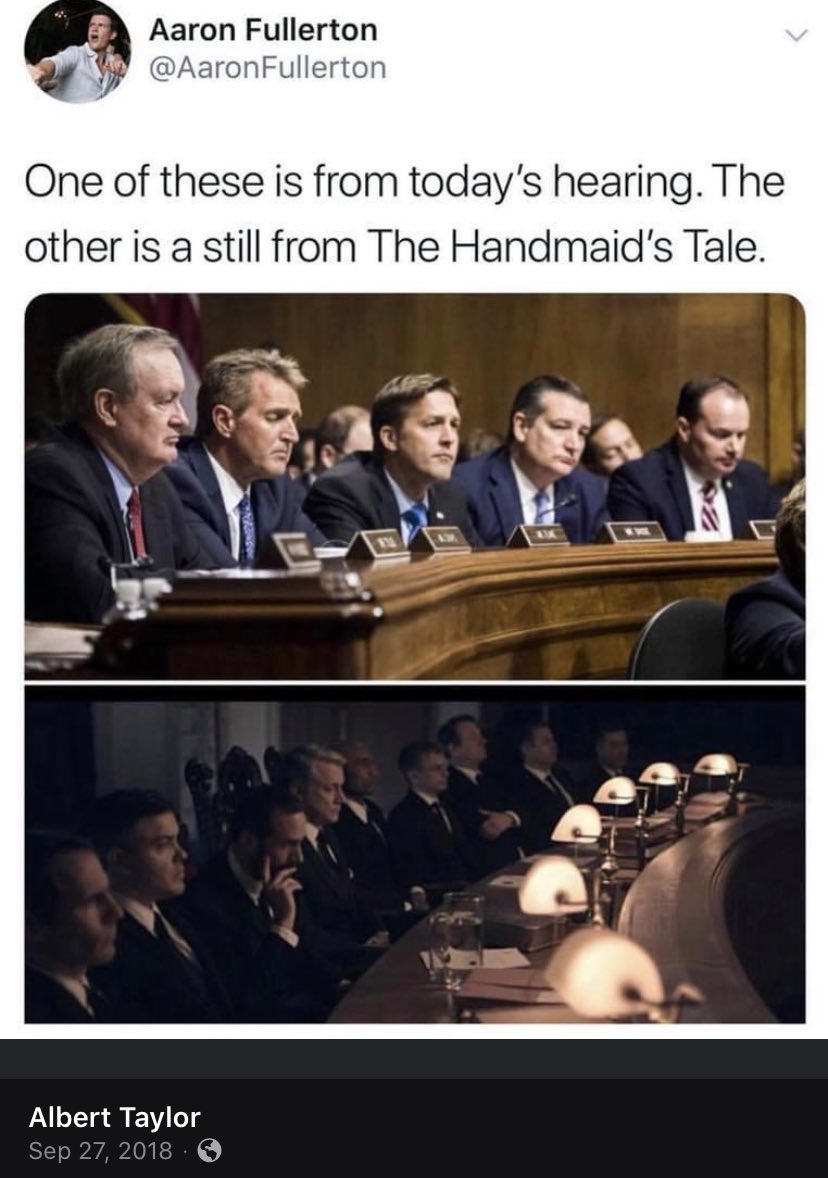 Aaron Fullerton
@AaronFullerton
One of these is from today's hearing. The
other is a still from The Handmaid's Tale.
Albert Taylor
Sep 27, 2018 ·